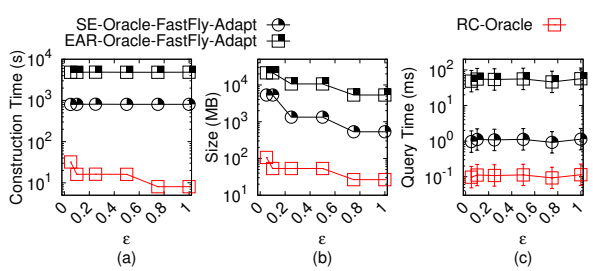 SE-Oracle-FastFly-Adapt
EAR-Oracle-FastFly-Adapt
RC-Oracle
Construction Time (s)
10^4
10^3
10^2
10^1
0
0.2
0.4
0.6
0.8
1
ε
(a)
Size (MB)
10^4
10^3
10^2
10^1
0
0.2
0.4
0.6
0.8
1
ε
(b)
Query Time (ms)
10^2
10^1
10^0
10^-1
0
0.2
0.4
0.6
0.8
1
ε
(c)